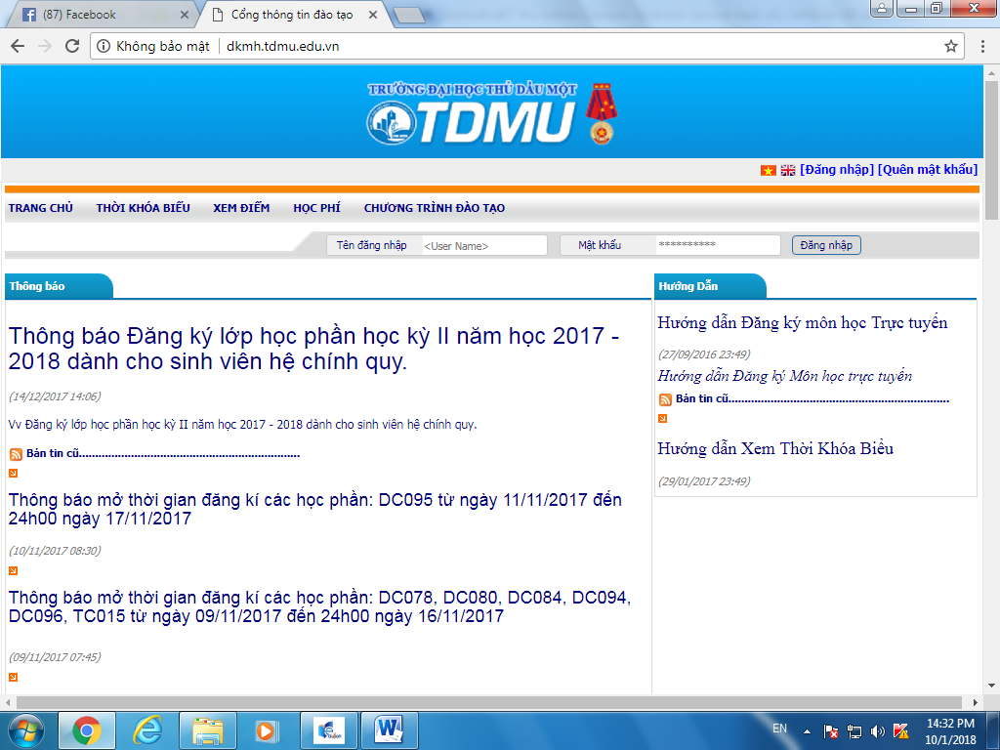 (87) Facebook
Cổng thông tin đào tạo
Không bảo mật
dkmh.tdmu.edu.vn
TRƯỜNG ĐẠI HỌC THỦ DẦU MỘT
TDMU
[Đăng nhập] [Quên mật khẩu]
TRANG CHỦ THỜI KHÓA BIỂU XEM ĐIỂM HỌC PHÍ CHƯƠNG TRÌNH ĐÀO TẠO
Tên đăng nhập <User Name> Mật khẩu ********** Đăng nhập
Thông báo
Thông báo Đăng ký lớp học phần học kỳ II năm học 2017 -
2018 dành cho sinh viên hệ chính quy.
(14/12/2017 14:06)
Vv Đăng ký lớp học phần học kỳ II năm học 2017 - 2018 dành cho sinh viên hệ chính quy.
Bản tin cũ....................................................................
Thông báo mở thời gian đăng kí các học phần: DC095 từ ngày 11/11/2017 đến
24h00 ngày 17/11/2017
(10/11/2017 08:30)
Thông báo mở thời gian đăng kí các học phần: DC078, DC080, DC084, DC094,
DC096, TC015 từ ngày 09/11/2017 đến 24h00 ngày 16/11/2017
(09/11/2017 07:45)
Hướng Dẫn
Hướng dẫn Đăng ký môn học Trực tuyến
(27/09/2016 23:49)
Hướng dẫn Đăng ký Môn học trực tuyến
Bản tin cũ....................................................................
Hướng dẫn Xem Thời Khóa Biểu
(29/01/2017 23:49)
EN
14:32 PM
10/1/2018